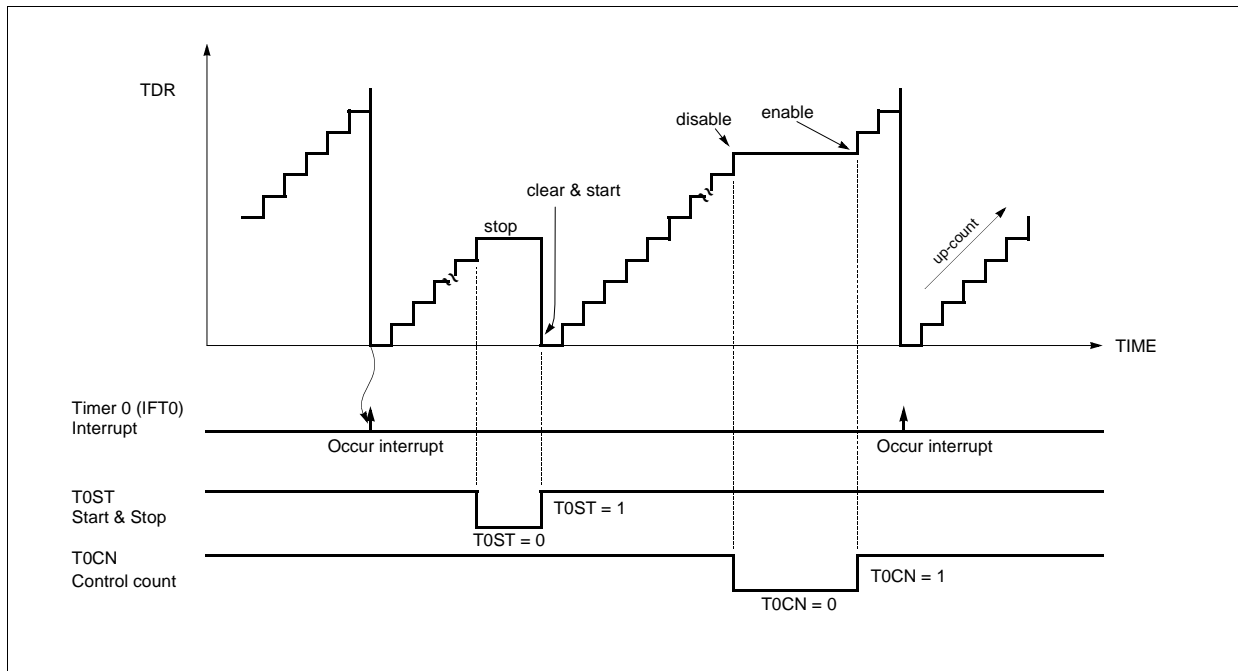 TDR
disable
enable
clear & start
stop
up-count
TIME
Timer 0 (IFT0)
Interrupt
Occur interrupt
Occur interrupt
T0ST
Start & Stop
T0ST = 1
T0ST = 0
T0CN
Control count
T0CN = 1
T0CN = 0